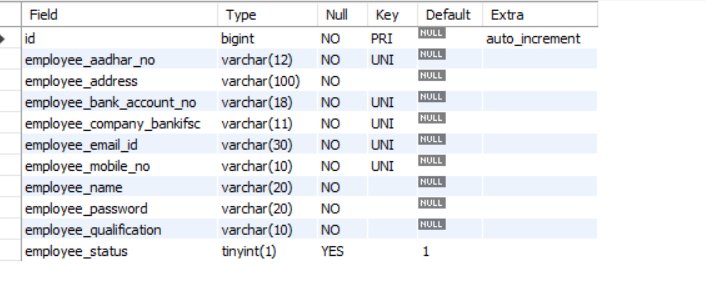 Field Type Null Key Default Extra
id bigint NO PRI NULL auto_increment
employee_aadhar_no varchar(12) NO UNI NULL
employee_address varchar(100) NO NULL
employee_bank_account_no varchar(18) NO UNI NULL
employee_company_bankifsc varchar(11) NO UNI NULL
employee_email_id varchar(30) NO UNI NULL
employee_mobile_no varchar(10) NO UNI NULL
employee_name varchar(20) NO NULL
employee_password varchar(20) NO NULL
employee_qualification varchar(10) NO NULL
employee_status tinyint(1) YES 1